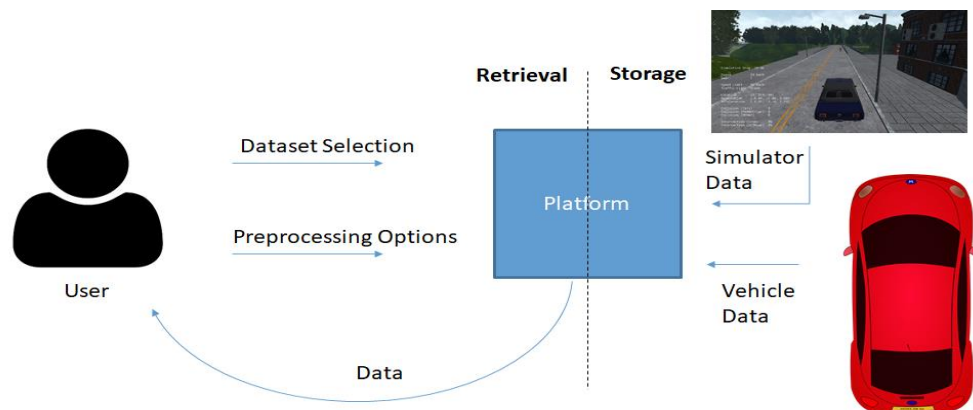 Retrieval
Storage
Dataset Selection
Preprocessing Options
User
Platform
Simulator
Data
Vehicle
Data
Data